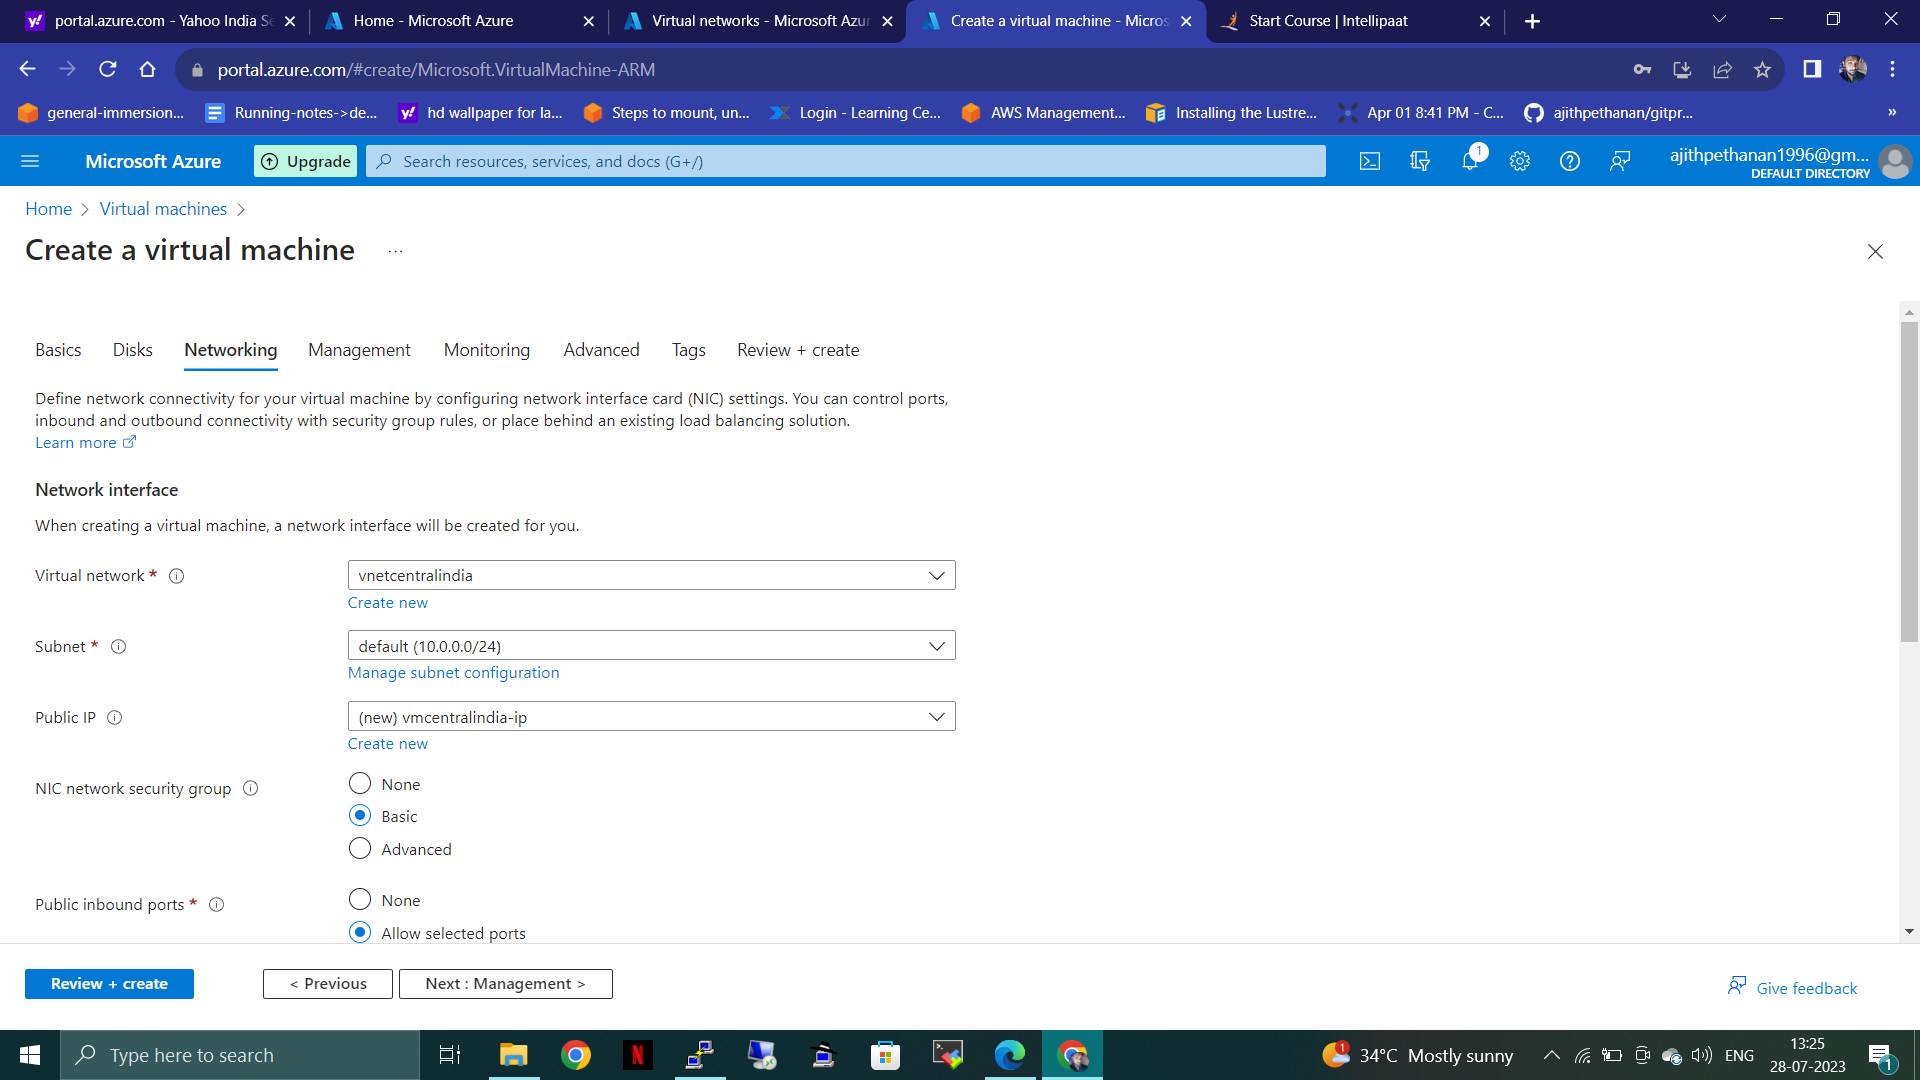 portal.azure.com - Yahoo India Se
Home - Microsoft Azure
Virtual networks - Microsoft Azur
Create a virtual machine - Micros
Start Course | Intellipaat
portal.azure.com/#create/Microsoft.VirtualMachine-ARM
general-immersion...
Running-notes->de...
hd wallpaper for la...
Steps to mount, un...
Login - Learning Ce...
AWS Management...
Installing the Lustre...
Apr 01 8:41 PM - C...
ajithpethanan/gitpr...
»
Microsoft Azure
Upgrade
Search resources, services, and docs (G+/)
1
ajithpethanan1996@gm...
DEFAULT DIRECTORY
Home > Virtual machines >
Create a virtual machine ...
Basics Disks Networking Management Monitoring Advanced Tags Review + create
Define network connectivity for your virtual machine by configuring network interface card (NIC) settings. You can control ports,
inbound and outbound connectivity with security group rules, or place behind an existing load balancing solution.
Learn more
Network interface
When creating a virtual machine, a network interface will be created for you.
Virtual network * vnetcentralindia
Create new
Subnet * default (10.0.0.0/24)
Manage subnet configuration
Public IP (new) vmcentralindia-ip
Create new
NIC network security group None
Basic
Advanced
Public inbound ports * None
Allow selected ports
Review + create
< Previous
Next : Management >
Give feedback
Type here to search
N
1
34°C Mostly sunny
ENG
13:25
28-07-2023
1